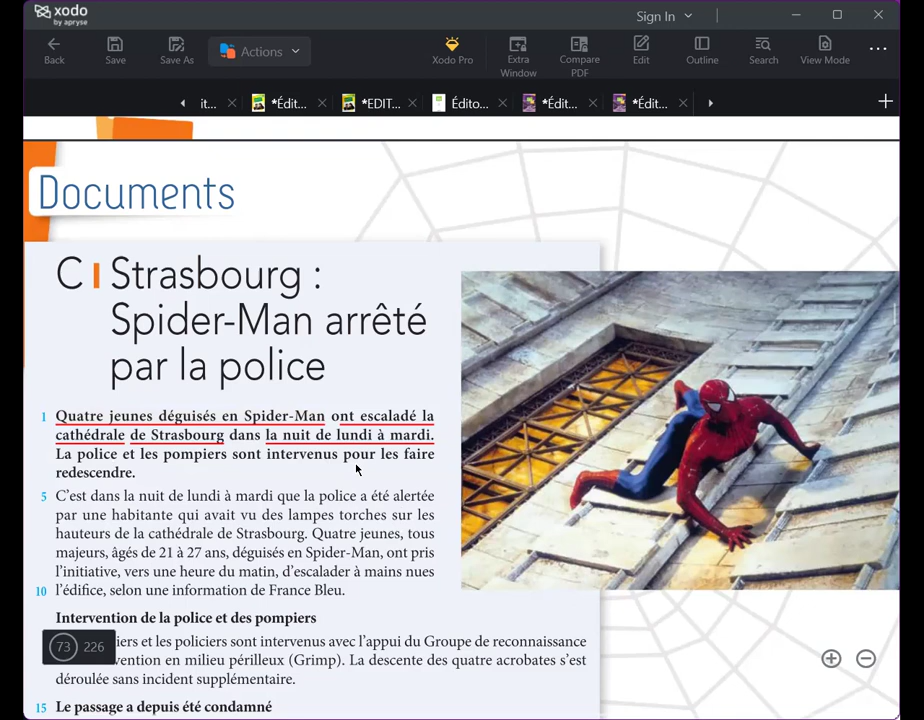 xodo
by apryse
Sign In
Back
Save
Save As
Actions
Xodo Pro
Extra
Window
Compare
PDF
Edit
Outline
Search
View Mode
it...
*Édit...
*EDIT...
Édito...
*Édit...
*Édit...
Documents
C Strasbourg :
Spider-Man arrêté
par la police
1 Quatre jeunes déguisés en Spider-Man ont escaladé la
cathédrale de Strasbourg dans la nuit de lundi à mardi.
La police et les pompiers sont intervenus pour les faire
redescendre.
5 C'est dans la nuit de lundi à mardi que la police a été alertée
par une habitante qui avait vu des lampes torches sur les
hauteurs de la cathédrale de Strasbourg. Quatre jeunes, tous
majeurs, âgés de 21 à 27 ans, déguisés en Spider-Man, ont pris
l'initiative, vers une heure du matin, d'escalader à mains nues
10 l'édifice, selon une information de France Bleu.
Intervention de la police et des pompiers
iers et les policiers sont intervenus avec l'appui du Groupe de reconnaissance
vention en milieu périlleux (Grimp). La descente des quatre acrobates s'est
déroulée sans incident supplémentaire.
73 226
15 Le passage a depuis été condamné